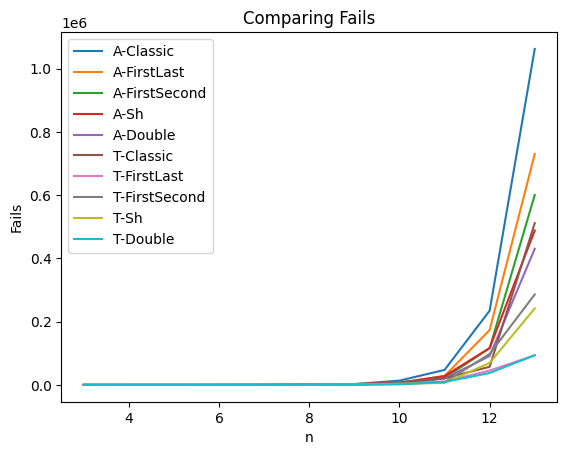 Comparing Fails
1e6
A-Classic
A-FirstLast
A-FirstSecond
A-Sh
A-Double
T-Classic
T-FirstLast
T-FirstSecond
T-Sh
T-Double
1.0
0.8
0.6
0.4
0.2
0.0
Fails
4 6 8 10 12
n